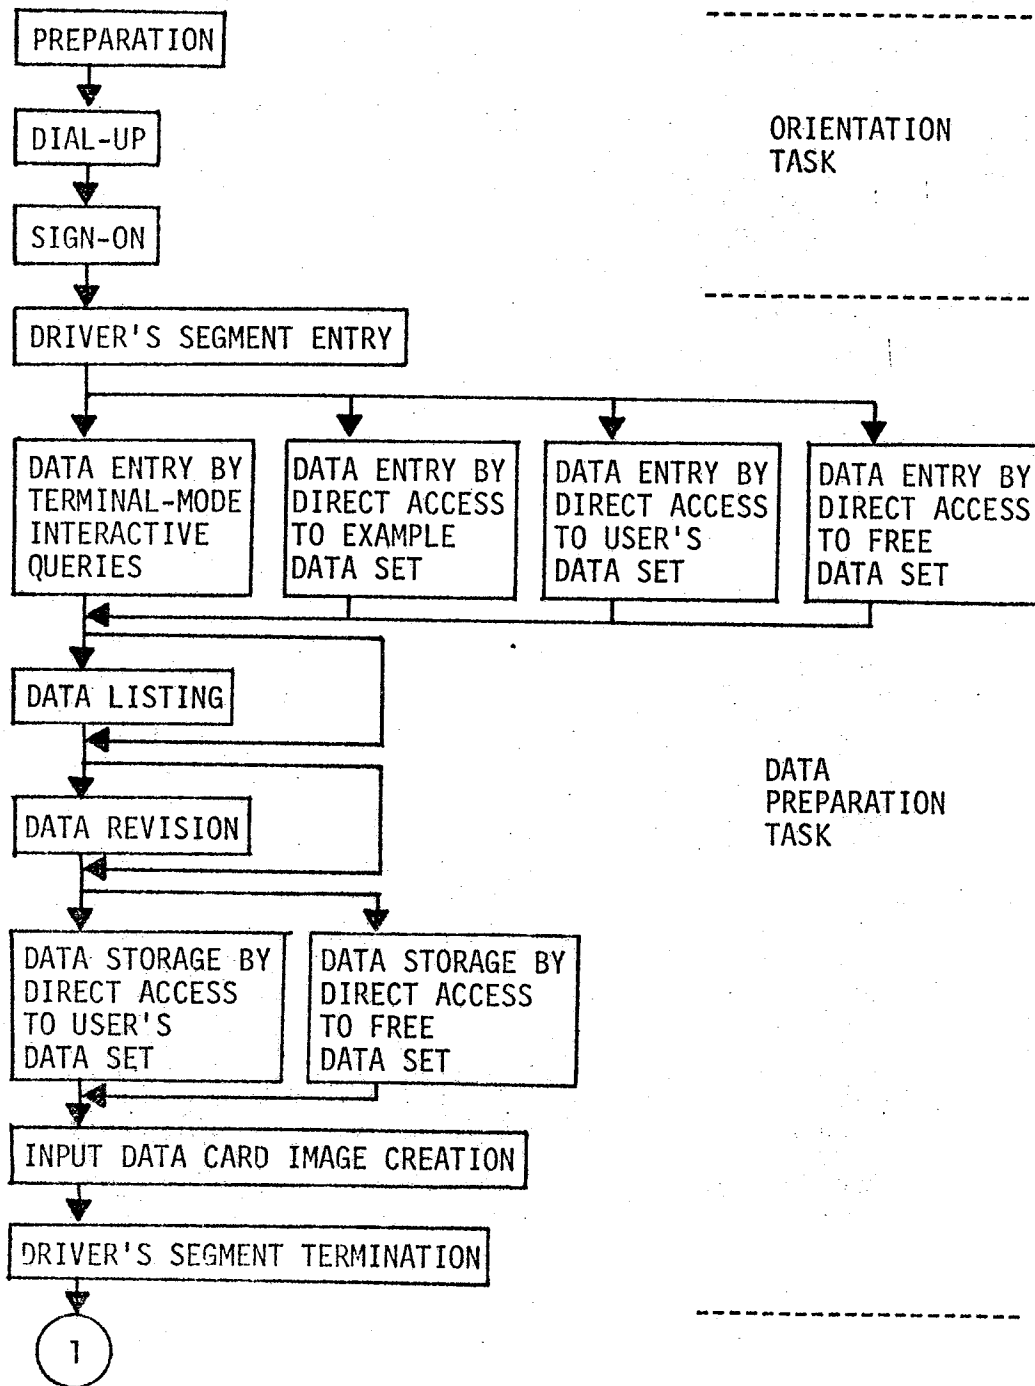 PREPARATION
DIAL-UP
ORIENTATION
TASK
SIGN-ON
DRIVER'S SEGMENT ENTRY
DATA ENTRY BY
TERMINAL-MODE
INTERACTIVE
QUERIES
DATA ENTRY BY
DIRECT ACCESS
TO EXAMPLE
DATA SET
DATA ENTRY BY
DIRECT ACCESS
TO USER'S
DATA SET
DATA ENTRY BY
DIRECT ACCESS
TO FREE
DATA SET
DATA LISTING
DATA REVISION
DATA
PREPARATION
TASK
DATA STORAGE BY
DIRECT ACCESS
TO USER'S
DATA SET
DATA STORAGE BY
DIRECT ACCESS
TO FREE
DATA SET
INPUT DATA CARD IMAGE CREATION
DRIVER'S SEGMENT TERMINATION
1